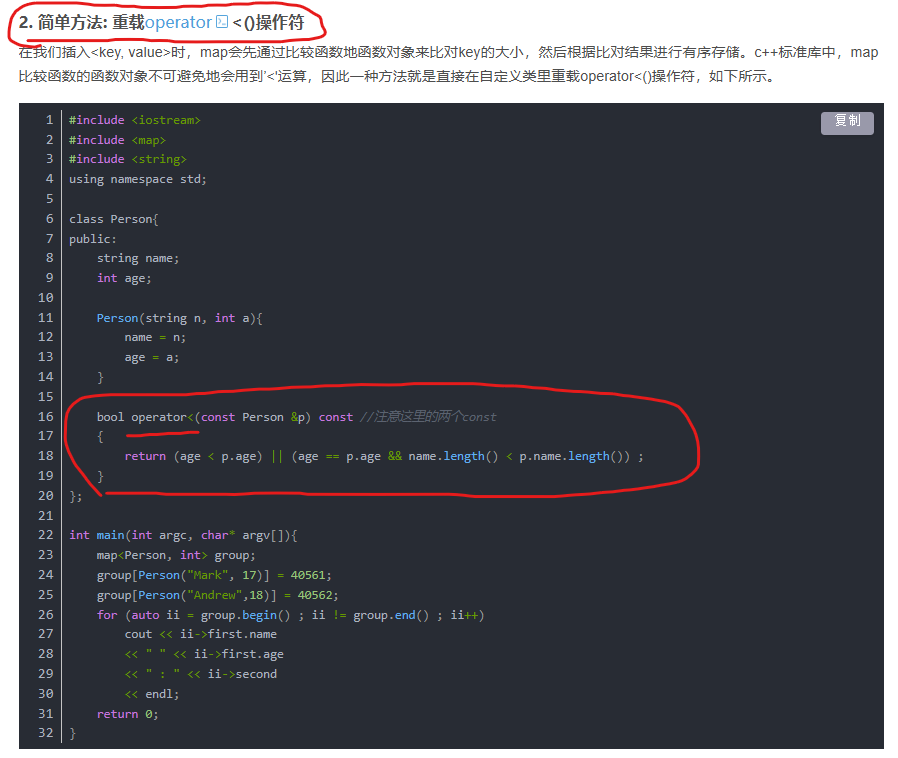 2. 简单方法: 重载operator <()操作符
在我们插入<key, value>时，map会先通过比较函数地函数对象来比对key的大小，然后根据比对结果进行有序存储。c++标准库中，map
比较函数的函数对象不可避免地会用到’<‘运算，因此一种方法就是直接在自定义类里重载operator<()操作符，如下所示。
复制
1 #include <iostream>
2 #include <map>
3 #include <string>
4 using namespace std;
5
6 class Person{
7 public:
8     string name;
9     int age;
10
11     Person(string n, int a){
12         name = n;
13         age = a;
14     }
15
16     bool operator<(const Person &p) const //注意这里的两个const
17     {
18         return (age < p.age) || (age == p.age && name.length() < p.name.length()) ;
19     }
20 };
21
22 int main(int argc, char* argv[]){
23     map<Person, int> group;
24     group[Person("Mark", 17)] = 40561;
25     group[Person("Andrew",18)] = 40562;
26     for (auto ii = group.begin() ; ii != group.end() ; ii++)
27         cout << ii->first.name
28         << " " << ii->first.age
29         << " : " << ii->second
30         << endl;
31     return 0;
32 }